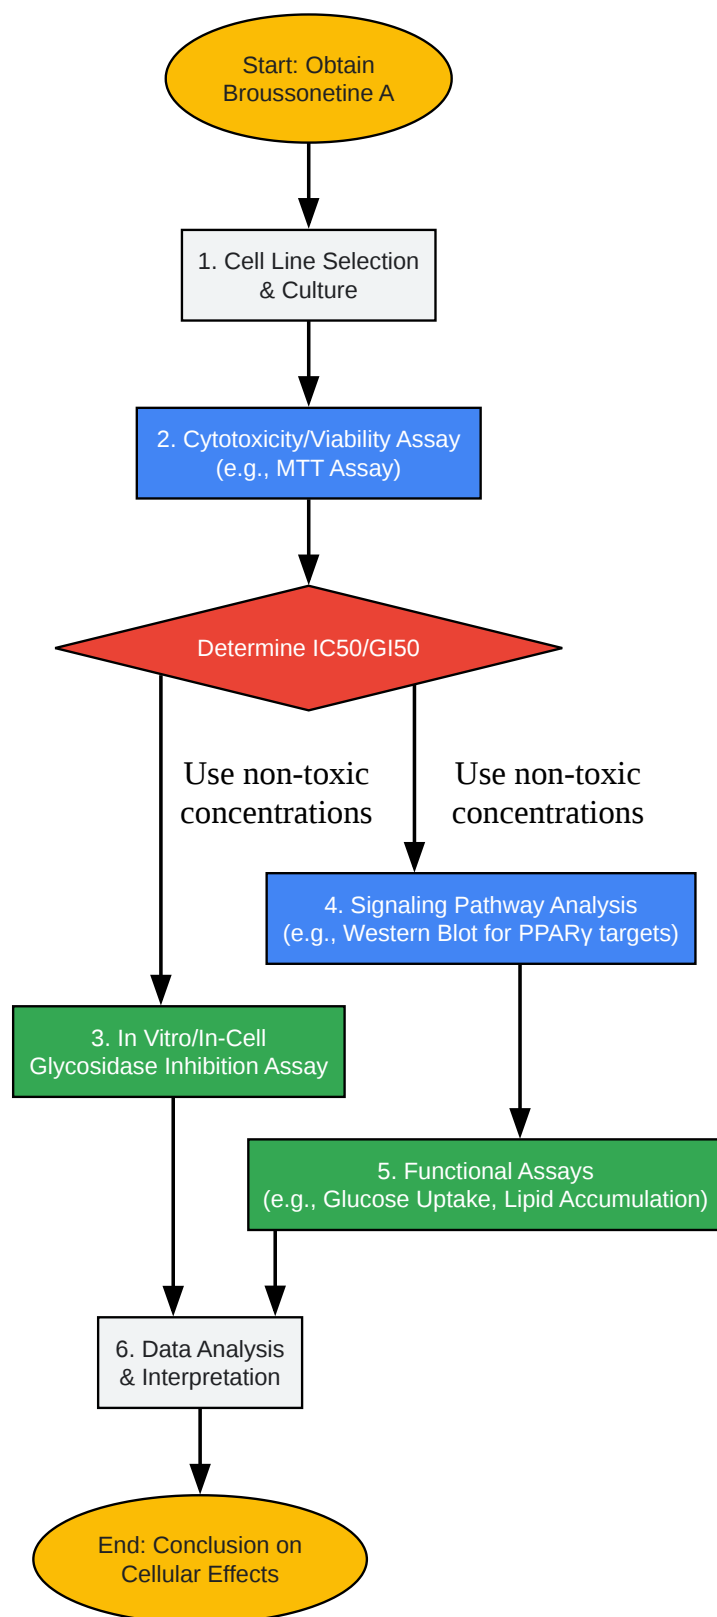 Start: Obtain
Broussonetine A
1. Cell Line Selection
& Culture
2. Cytotoxicity/Viability Assay
(e.g., MTT Assay)
Determine IC50/GI50
Use non-toxic
concentrations
Use non-toxic
concentrations
4. Signaling Pathway Analysis
(e.g., Western Blot for PPARγ targets)
3. In Vitro/In-Cell
Glycosidase Inhibition Assay
5. Functional Assays
(e.g., Glucose Uptake, Lipid Accumulation)
6. Data Analysis
& Interpretation
End: Conclusion on
Cellular Effects